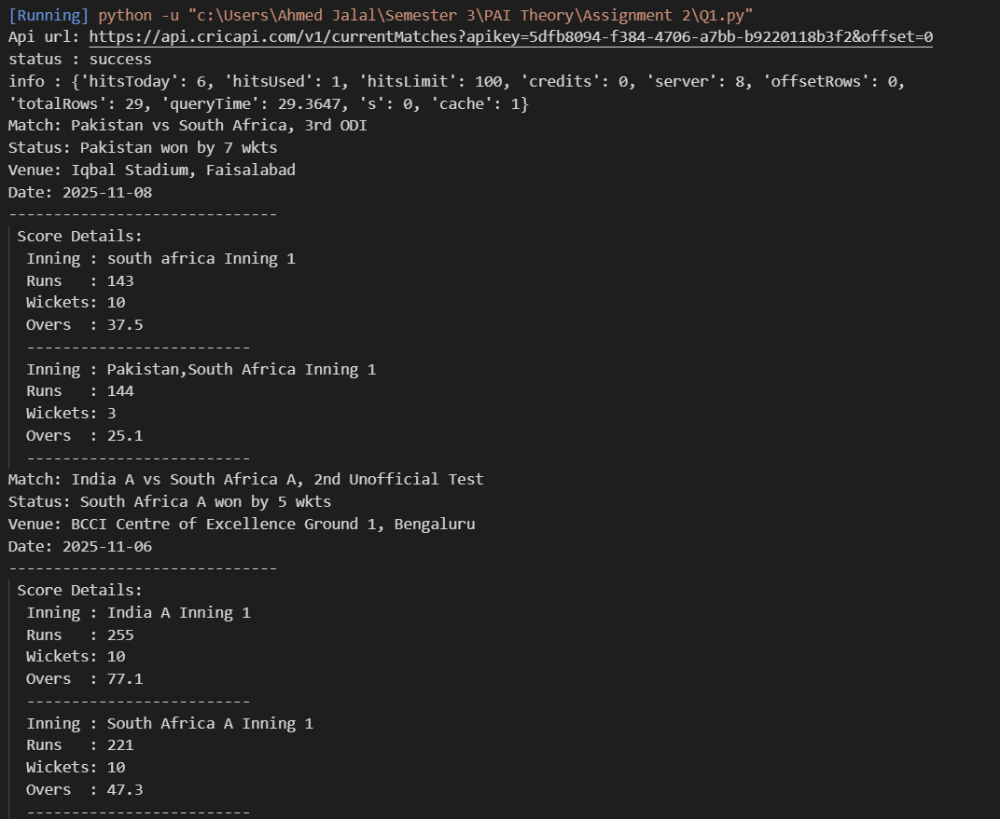 [Running] python -u "c:\Users\Ahmed Jalal\Semester 3\PAI Theory\Assignment 2\Q1.py"
Api url: https://api.cricapi.com/v1/currentMatches?apikey=5dfb8094-f384-4706-a7bb-b9220118b3f2&offset=0
status : success
info : {'hitsToday': 6, 'hitsUsed': 1, 'hitsLimit': 100, 'credits': 0, 'server': 8, 'offsetRows': 0,
'totalRows': 29, 'queryTime': 29.3647, 's': 0, 'cache': 1}
Match: Pakistan vs South Africa, 3rd ODI
Status: Pakistan won by 7 wkts
Venue: Iqbal Stadium, Faisalabad
Date: 2025-11-08
------------------------------
 Score Details:
  Inning : south africa Inning 1
  Runs   : 143
  Wickets: 10
  Overs  : 37.5
  -------------------------
  Inning : Pakistan,South Africa Inning 1
  Runs   : 144
  Wickets: 3
  Overs  : 25.1
  -------------------------
Match: India A vs South Africa A, 2nd Unofficial Test
Status: South Africa A won by 5 wkts
Venue: BCCI Centre of Excellence Ground 1, Bengaluru
Date: 2025-11-06
------------------------------
 Score Details:
  Inning : India A Inning 1
  Runs   : 255
  Wickets: 10
  Overs  : 77.1
  -------------------------
  Inning : South Africa A Inning 1
  Runs   : 221
  Wickets: 10
  Overs  : 47.3
  -------------------------